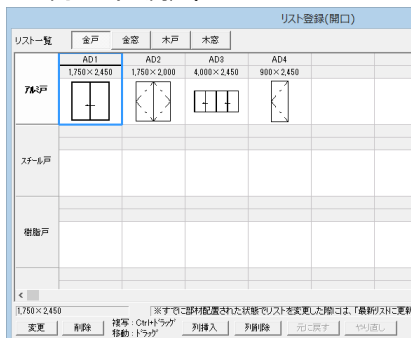 リスト登録(開口)
リスト一覧 金戸 金窓 木戸 木窓
AD1 AD2 AD3 AD4
1,750×2,450 1,750×2,000 4,000×2,450 900×2,450
アルミ戸
スチール戸
樹脂戸
1,750×2,450 ※すでに部材配置された状態でリストを変更した際には、「最新リストに更新
変更 削除 複写:Ctrl+ドラッグ 列挿入 列削除 元に戻す やり直し
移動:ドラッグ